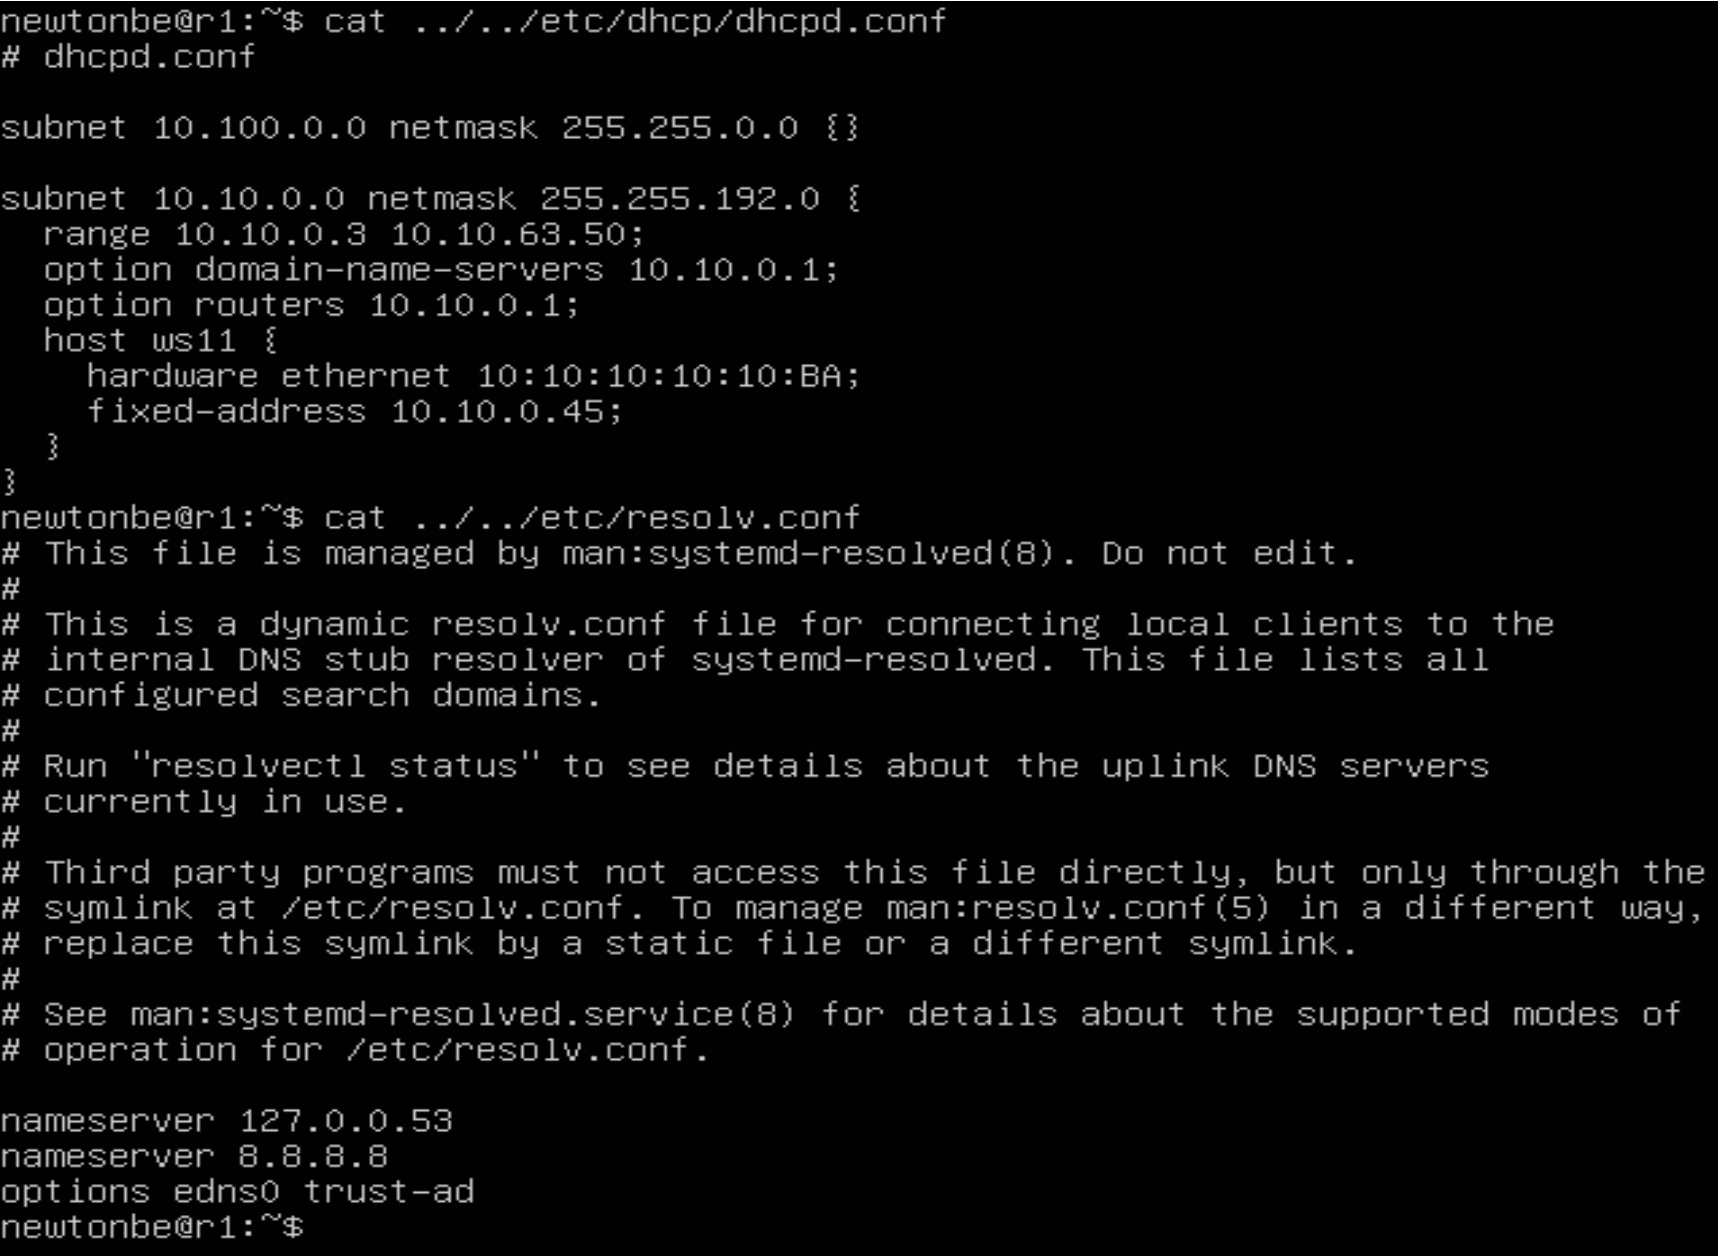 newtonbe@r1:~$ cat ../../etc/dhcp/dhcpd.conf
# dhcpd.conf

subnet 10.100.0.0 netmask 255.255.0.0 {}

subnet 10.10.0.0 netmask 255.255.192.0 {
  range 10.10.0.3 10.10.63.50;
  option domain-name-servers 10.10.0.1;
  option routers 10.10.0.1;
  host ws11 {
    hardware ethernet 10:10:10:10:10:BA;
    fixed-address 10.10.0.45;
  }
}
newtonbe@r1:~$ cat ../../etc/resolv.conf
# This file is managed by man:systemd-resolved(8). Do not edit.
#
# This is a dynamic resolv.conf file for connecting local clients to the
# internal DNS stub resolver of systemd-resolved. This file lists all
# configured search domains.
#
# Run "resolvectl status" to see details about the uplink DNS servers
# currently in use.
#
# Third party programs must not access this file directly, but only through the
# symlink at /etc/resolv.conf. To manage man:resolv.conf(5) in a different way,
# replace this symlink by a static file or a different symlink.
#
# See man:systemd-resolved.service(8) for details about the supported modes of
# operation for /etc/resolv.conf.

nameserver 127.0.0.53
nameserver 8.8.8.8
options edns0 trust-ad
newtonbe@r1:~$